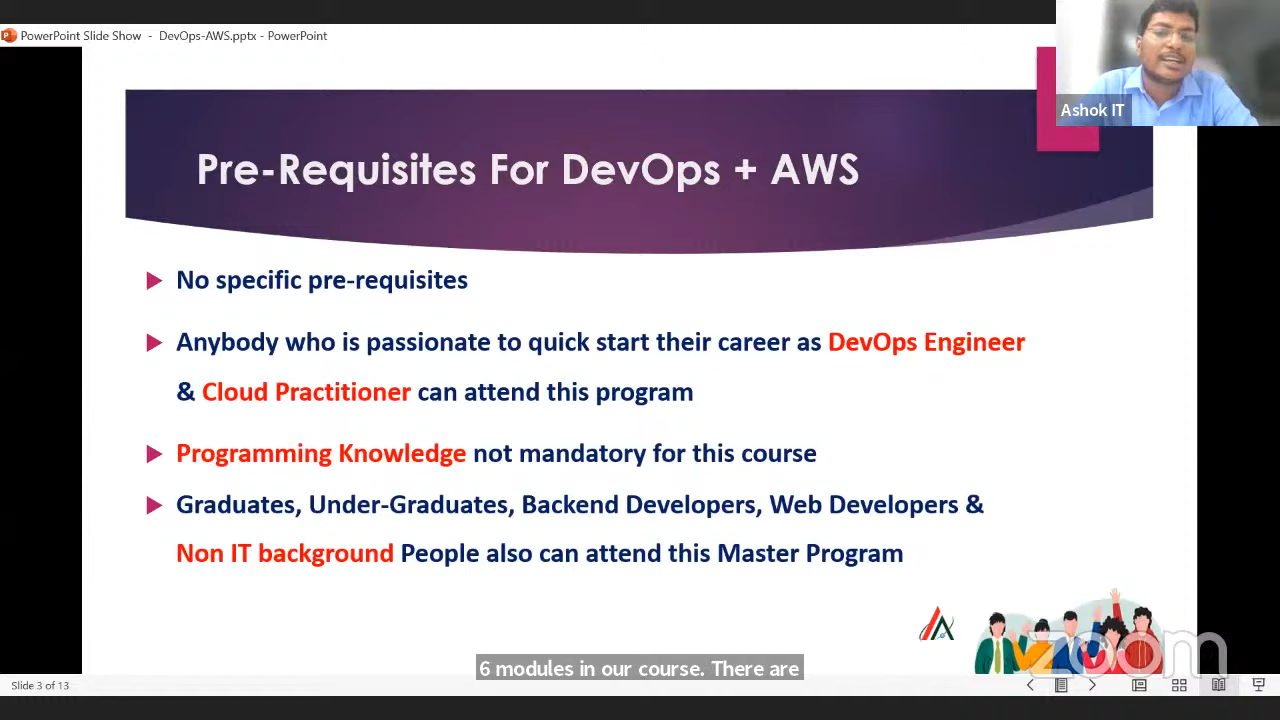 PowerPoint Slide Show - DevOps-AWS.pptx - PowerPoint
Ashok IT
Pre-Requisites For DevOps + AWS
No specific pre-requisites
Anybody who is passionate to quick start their career as DevOps Engineer
& Cloud Practitioner can attend this program
Programming Knowledge not mandatory for this course
Graduates, Under-Graduates, Backend Developers, Web Developers &
Non IT background People also can attend this Master Program
zoom
6 modules in our course. There are
Slide 3 of 13